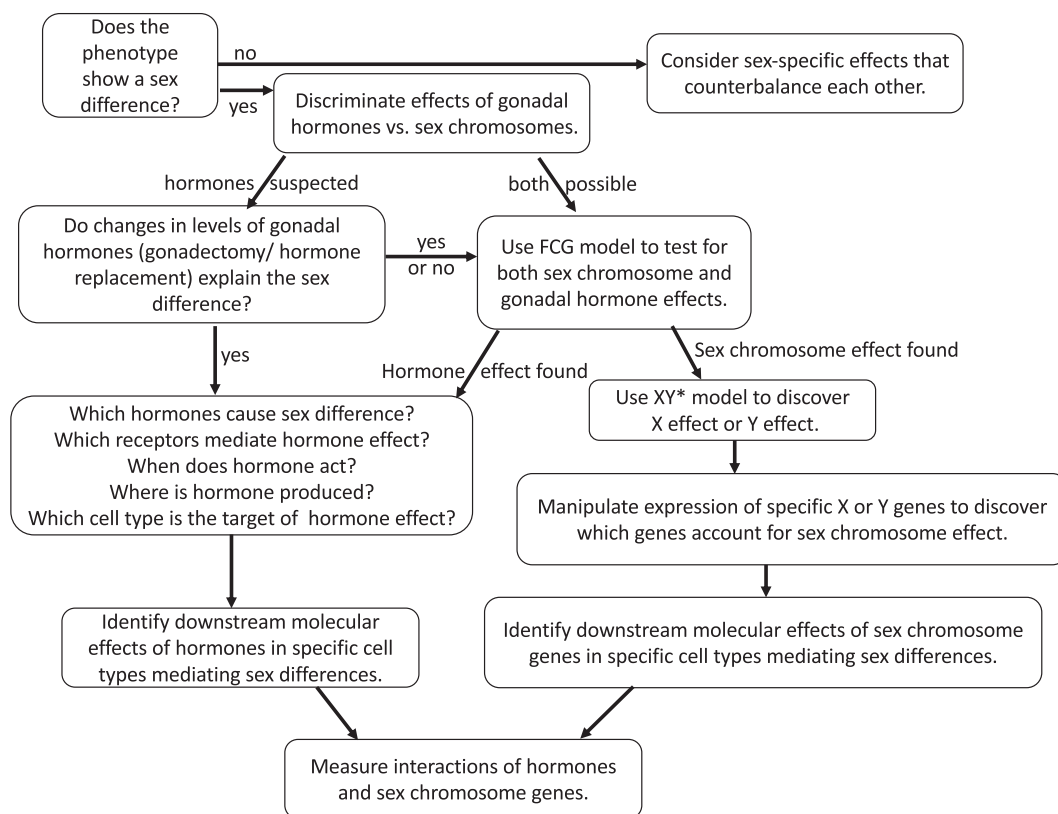 Does the
phenotype
show a sex
difference?
no
yes
Consider sex-specific effects that
counterbalance each other.
Discriminate effects of gonadal
hormones vs. sex chromosomes.
hormones suspected
both possible
Do changes in levels of gonadal
hormones (gonadectomy/ hormone
replacement) explain the sex
difference?
yes
or no
Use FCG model to test for
both sex chromosome and
gonadal hormone effects.
yes
Hormone effect found
Sex chromosome effect found
Which hormones cause sex difference?
Which receptors mediate hormone effect?
When does hormone act?
Where is hormone produced?
Which cell type is the target of hormone effect?
Use XY* model to discover
X effect or Y effect.
Manipulate expression of specific X or Y genes to discover
which genes account for sex chromosome effect.
Identify downstream molecular
effects of hormones in specific cell
types mediating sex differences.
Identify downstream molecular effects of sex chromosome
genes in specific cell types mediating sex differences.
Measure interactions of hormones
and sex chromosome genes.